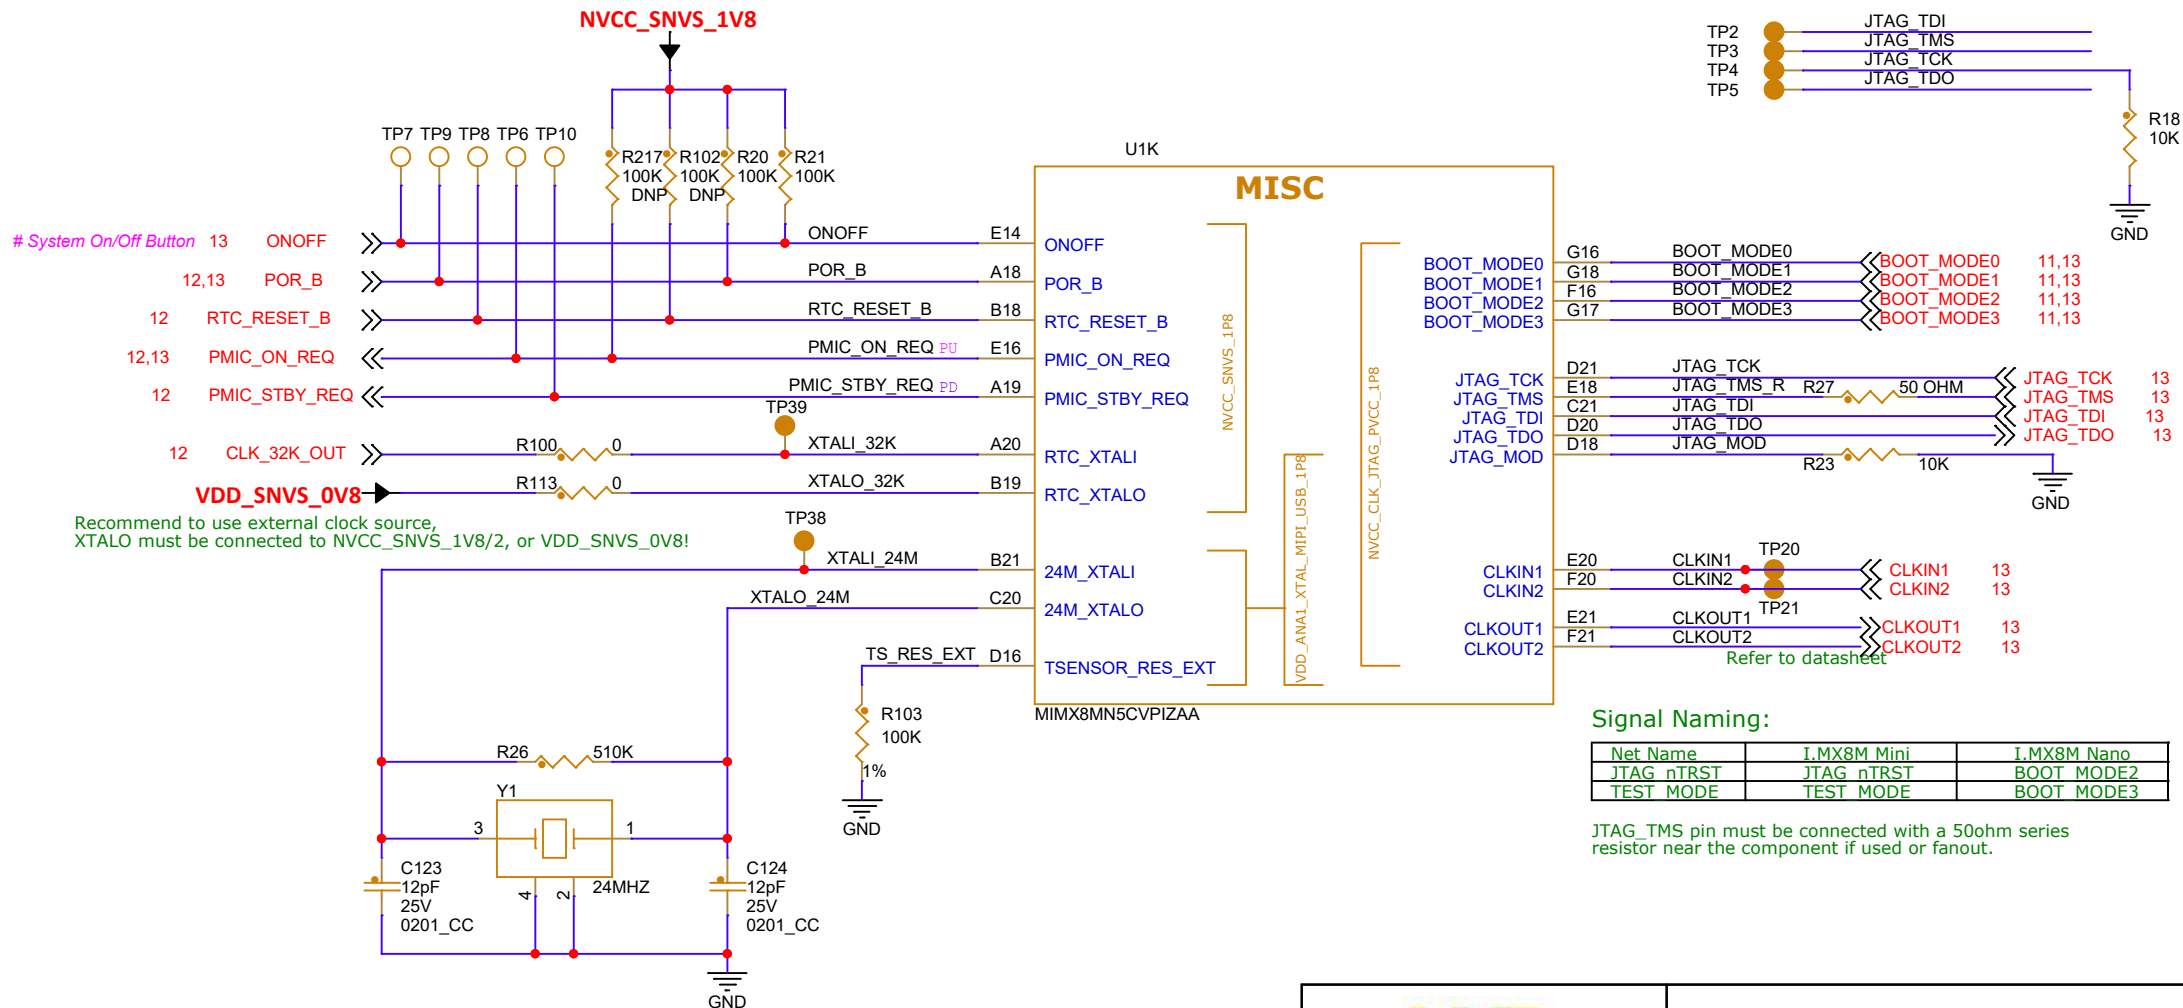 NVCC_SNVS_1V8
TP2 JTAG_TDI
TP3 JTAG_TMS
TP4 JTAG_TCK
TP5 JTAG_TDO
R18
10K
GND
TP7 TP9 TP8 TP6 TP10
R217 R102 R20 R21
100K 100K 100K 100K
DNP DNP
U1K
MISC
# System On/Off Button 13 ONOFF ONOFF E14 ONOFF
12,13 POR_B POR_B A18 POR_B
12 RTC_RESET_B RTC_RESET_B B18 RTC_RESET_B
12,13 PMIC_ON_REQ PMIC_ON_REQ PU E16 PMIC_ON_REQ
12 PMIC_STBY_REQ PMIC_STBY_REQ PD A19 PMIC_STBY_REQ
TP39
12 CLK_32K_OUT R100 0 XTALI_32K A20 RTC_XTALI
VDD_SNVS_0V8 R113 0 XTALO_32K B19 RTC_XTALO
Recommend to use external clock source,
XTALO must be connected to NVCC_SNVS_1V8/2, or VDD_SNVS_0V8!
TP38
XTALI_24M B21 24M_XTALI
XTALO_24M C20 24M_XTALO
TS_RES_EXT D16 TSENSOR_RES_EXT
NVCC_SNVS_1P8
VDD_ANA1_XTAL_MIPI_USB_1P8
NVCC_CLK_JTAG_PVCC_1P8
BOOT_MODE0 G16 BOOT_MODE0 BOOT_MODE0 11,13
BOOT_MODE1 G18 BOOT_MODE1 BOOT_MODE1 11,13
BOOT_MODE2 F16 BOOT_MODE2 BOOT_MODE2 11,13
BOOT_MODE3 G17 BOOT_MODE3 BOOT_MODE3 11,13
JTAG_TCK D21 JTAG_TCK JTAG_TCK 13
JTAG_TMS E18 JTAG_TMS_R R27 50 OHM JTAG_TMS 13
JTAG_TDI C21 JTAG_TDI JTAG_TDI 13
JTAG_TDO D20 JTAG_TDO JTAG_TDO 13
JTAG_MOD D18 JTAG_MOD R23 10K
GND
CLKIN1 E20 CLKIN1 TP20 CLKIN1 13
CLKIN2 F20 CLKIN2 TP21 CLKIN2 13
CLKOUT1 E21 CLKOUT1 CLKOUT1 13
CLKOUT2 F21 CLKOUT2 CLKOUT2 13
Refer to datasheet
MIMX8MN5CVPIZAA
R103
100K
1%
GND
R26 510K
Y1
3 1
4 2
24MHZ
C123
12pF
25V
0201_CC
C124
12pF
25V
0201_CC
GND
Signal Naming:
Net Name I.MX8M Mini I.MX8M Nano
JTAG_nTRST JTAG_nTRST BOOT_MODE2
TEST_MODE TEST_MODE BOOT_MODE3
JTAG_TMS pin must be connected with a 50ohm series
resistor near the component if used or fanout.